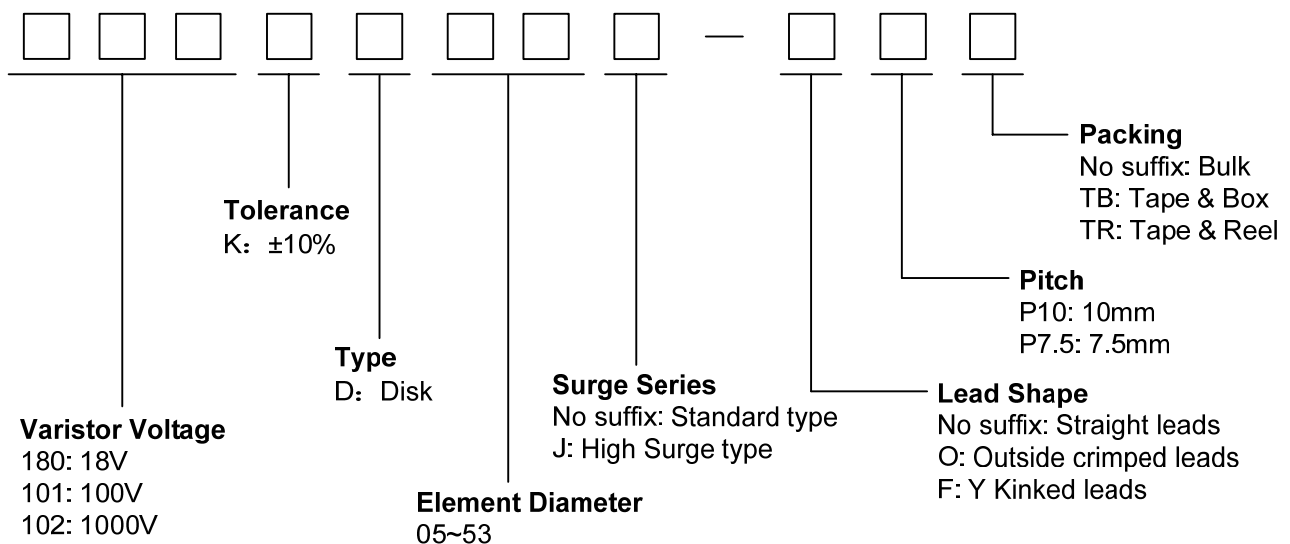 Packing
No suffix: Bulk
TB: Tape & Box
TR: Tape & Reel
Tolerance
K：±10%
Pitch
P10: 10mm
P7.5: 7.5mm
Type
D：Disk
Surge Series
No suffix: Standard type
J: High Surge type
Lead Shape
No suffix: Straight leads
O: Outside crimped leads
F: Y Kinked leads
Varistor Voltage
180: 18V
101: 100V
102: 1000V
Element Diameter
05~53